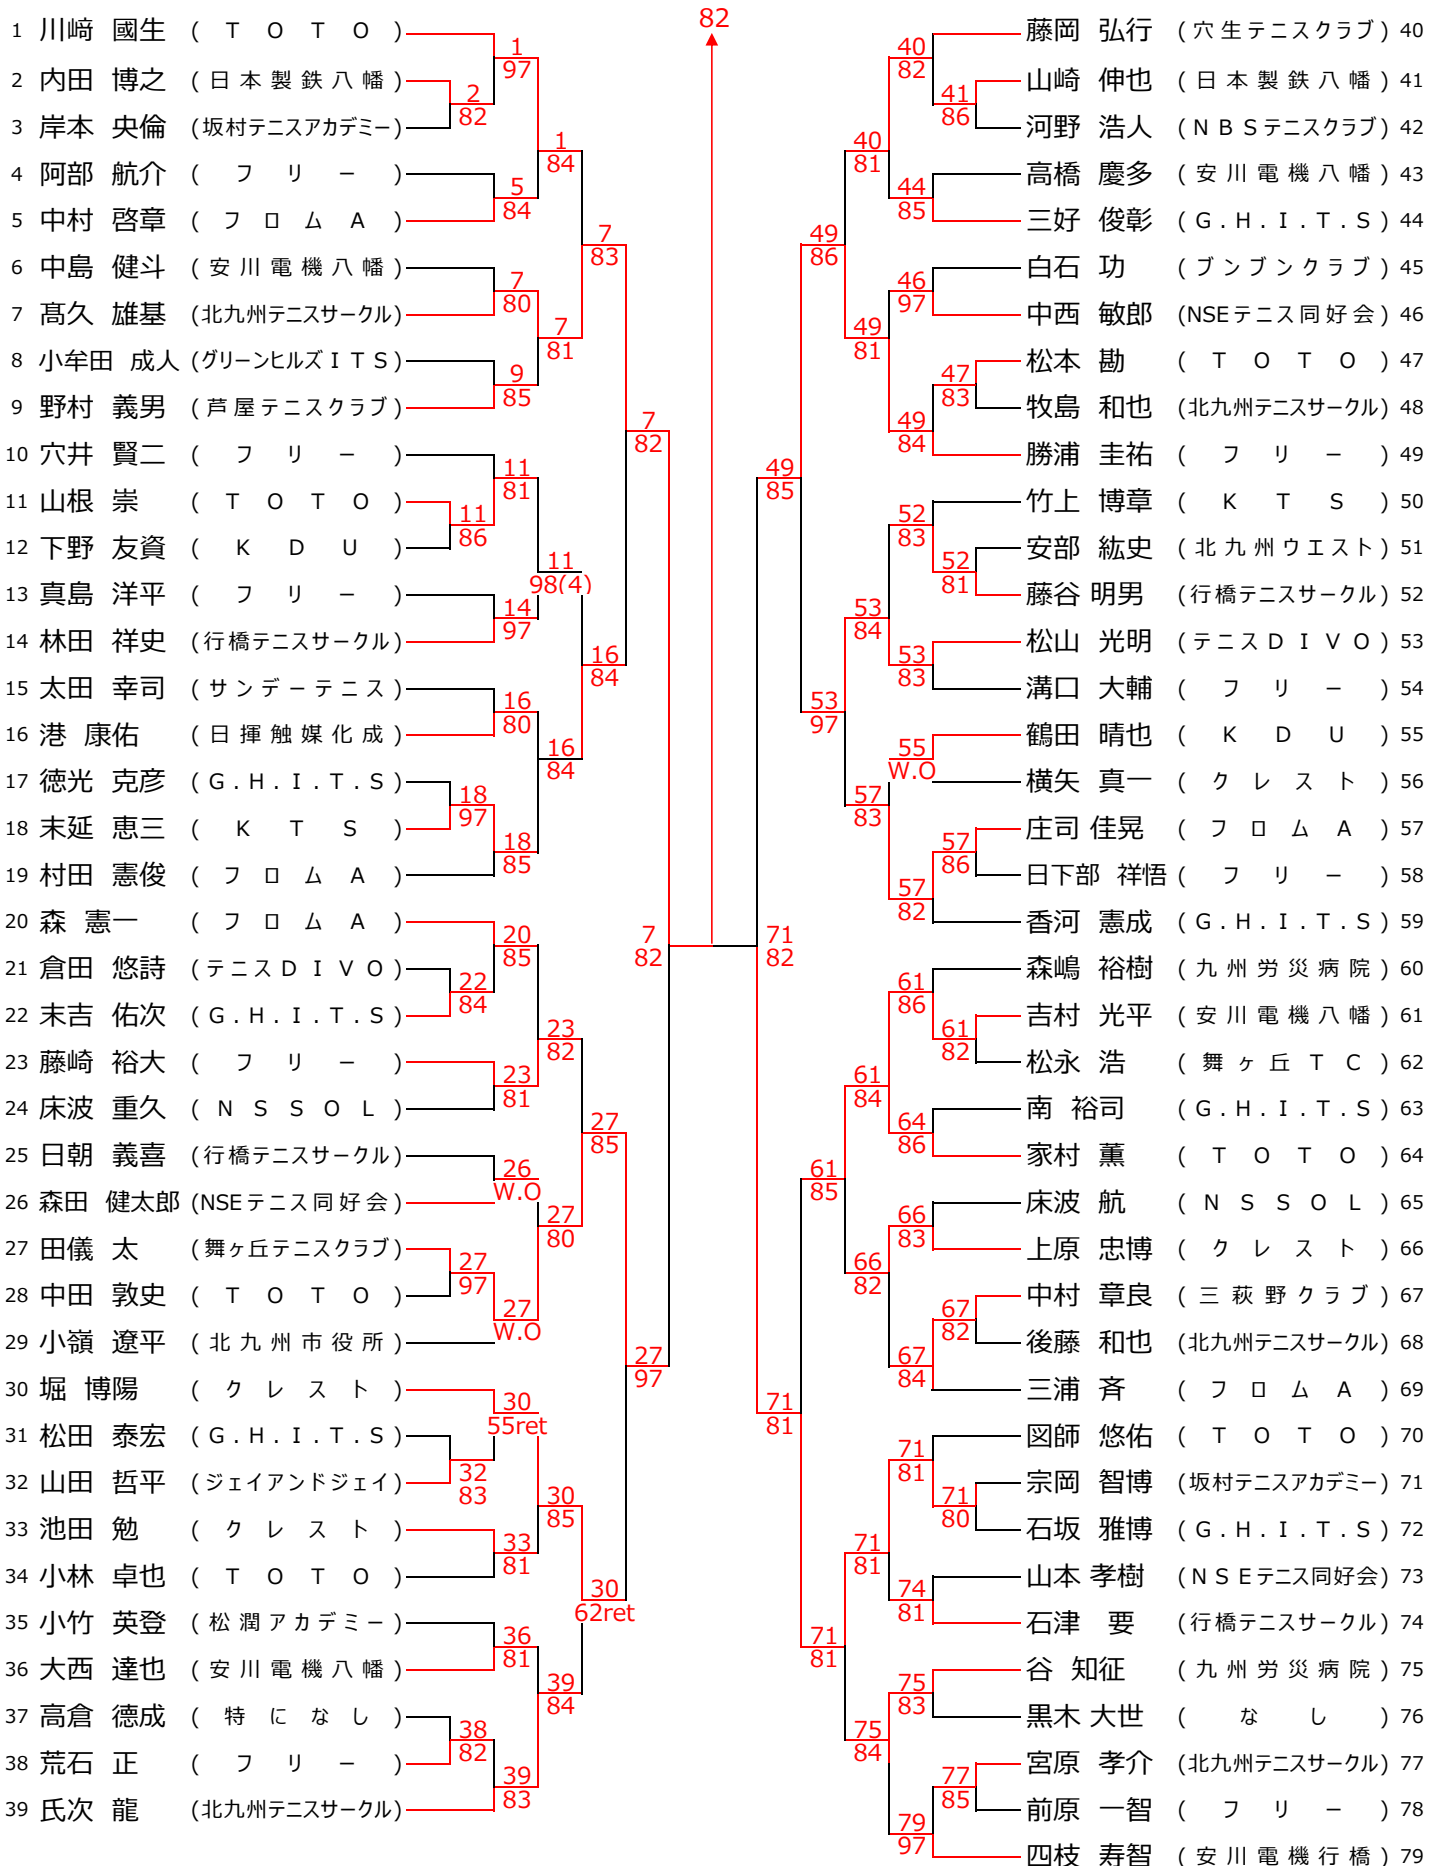 82
1 川﨑 國生 ( T O T O )
2 内田 博之 ( 日 本 製 鉄 八 幡 )
3 岸本 央倫 (坂村テニスアカデミー)
4 阿部 航介 ( フ リ ー )
5 中村 啓章 ( フ ロ ム A )
6 中島 健斗 ( 安 川 電 機 八 幡 )
7 髙久 雄基 (北九州テニスサークル)
8 小牟田 成人 (グリーンヒルズＩＴＳ)
9 野村 義男 (芦屋テニスクラブ)
10 穴井 賢二 ( フ リ ー )
11 山根 崇 ( T O T O )
12 下野 友資 ( K D U )
13 真島 洋平 ( フ リ ー )
14 林田 祥史 (行橋テニスサークル)
15 太田 幸司 (サンデーテニス)
16 港 康佑 ( 日 揮 触 媒 化 成 )
17 徳光 克彦 ( G . H . I . T . S )
18 末延 恵三 ( K T S )
19 村田 憲俊 ( フ ロ ム A )
20 森 憲一 ( フ ロ ム A )
21 倉田 悠詩 (テニスＤＩＶＯ)
22 末吉 佑次 ( G . H . I . T . S )
23 藤崎 裕大 ( フ リ ー )
24 床波 重久 ( N S S O L )
25 日朝 義喜 (行橋テニスサークル)
26 森田 健太郎 (NSEテニス同好会)
27 田儀 太 (舞ヶ丘テニスクラブ)
28 中田 敦史 ( T O T O )
29 小嶺 遼平 ( 北 九 州 市 役 所 )
30 堀 博陽 ( ク レ ス ト )
31 松田 泰宏 ( G . H . I . T . S )
32 山田 哲平 (ジェイアンドジェイ)
33 池田 勉 ( ク レ ス ト )
34 小林 卓也 ( T O T O )
35 小竹 英登 (松潤アカデミー)
36 大西 達也 ( 安 川 電 機 八 幡 )
37 高倉 徳成 ( 特 に な し )
38 荒石 正 ( フ リ ー )
39 氏次 龍 (北九州テニスサークル)
2
82
11
86
18
97
22
84
27
97
32
83
38
82
1
97
5
84
7
80
9
85
11
81
14
97
16
80
18
85
20
85
23
81
26
W.O
27
W.O
30
55ret
33
81
36
81
39
83
1
84
7
81
11
98(4)
16
84
23
82
27
80
30
85
39
84
7
83
16
84
27
85
30
62ret
7
82
27
97
7
82
71
82
49
85
71
81
49
86
53
97
61
85
71
81
40
81
49
81
53
84
57
83
61
84
66
82
71
81
75
84
40
82
44
85
46
97
49
84
52
83
53
83
55
W.O
57
82
61
86
64
86
66
83
67
84
71
81
74
81
75
83
79
97
41
86
47
83
52
81
57
86
61
82
67
82
71
80
77
85
藤岡 弘行 (穴生テニスクラブ) 40
山崎 伸也 ( 日 本 製 鉄 八 幡 ) 41
河野 浩人 (ＮＢＳテニスクラブ) 42
高橋 慶多 ( 安 川 電 機 八 幡 ) 43
三好 俊彰 ( G . H . I . T . S ) 44
白石 功 (ブンブンクラブ) 45
中西 敏郎 (NSEテニス同好会) 46
松本 勘 ( T O T O ) 47
牧島 和也 (北九州テニスサークル) 48
勝浦 圭祐 ( フ リ ー ) 49
竹上 博章 ( K T S ) 50
安部 紘史 (北九州ウエスト) 51
藤谷 明男 (行橋テニスサークル) 52
松山 光明 (テニスＤＩＶＯ) 53
溝口 大輔 ( フ リ ー ) 54
鶴田 晴也 ( K D U ) 55
横矢 真一 ( ク レ ス ト ) 56
庄司 佳晃 ( フ ロ ム A ) 57
日下部 祥悟 ( フ リ ー ) 58
香河 憲成 ( G . H . I . T . S ) 59
森嶋 裕樹 ( 九 州 労 災 病 院 ) 60
吉村 光平 ( 安 川 電 機 八 幡 ) 61
松永 浩 ( 舞 ヶ 丘 T C ) 62
南 裕司 ( G . H . I . T . S ) 63
家村 薫 ( T O T O ) 64
床波 航 ( N S S O L ) 65
上原 忠博 ( ク レ ス ト ) 66
中村 章良 (三萩野クラブ) 67
後藤 和也 (北九州テニスサークル) 68
三浦 斉 ( フ ロ ム A ) 69
図師 悠佑 ( T O T O ) 70
宗岡 智博 (坂村テニスアカデミー) 71
石坂 雅博 ( G . H . I . T . S ) 72
山本 孝樹 (ＮＳＥテニス同好会) 73
石津 要 (行橋テニスサークル) 74
谷 知征 ( 九 州 労 災 病 院 ) 75
黒木 大世 ( な し ) 76
宮原 孝介 (北九州テニスサークル) 77
前原 一智 ( フ リ ー ) 78
四枝 寿智 ( 安 川 電 機 行 橋 ) 79